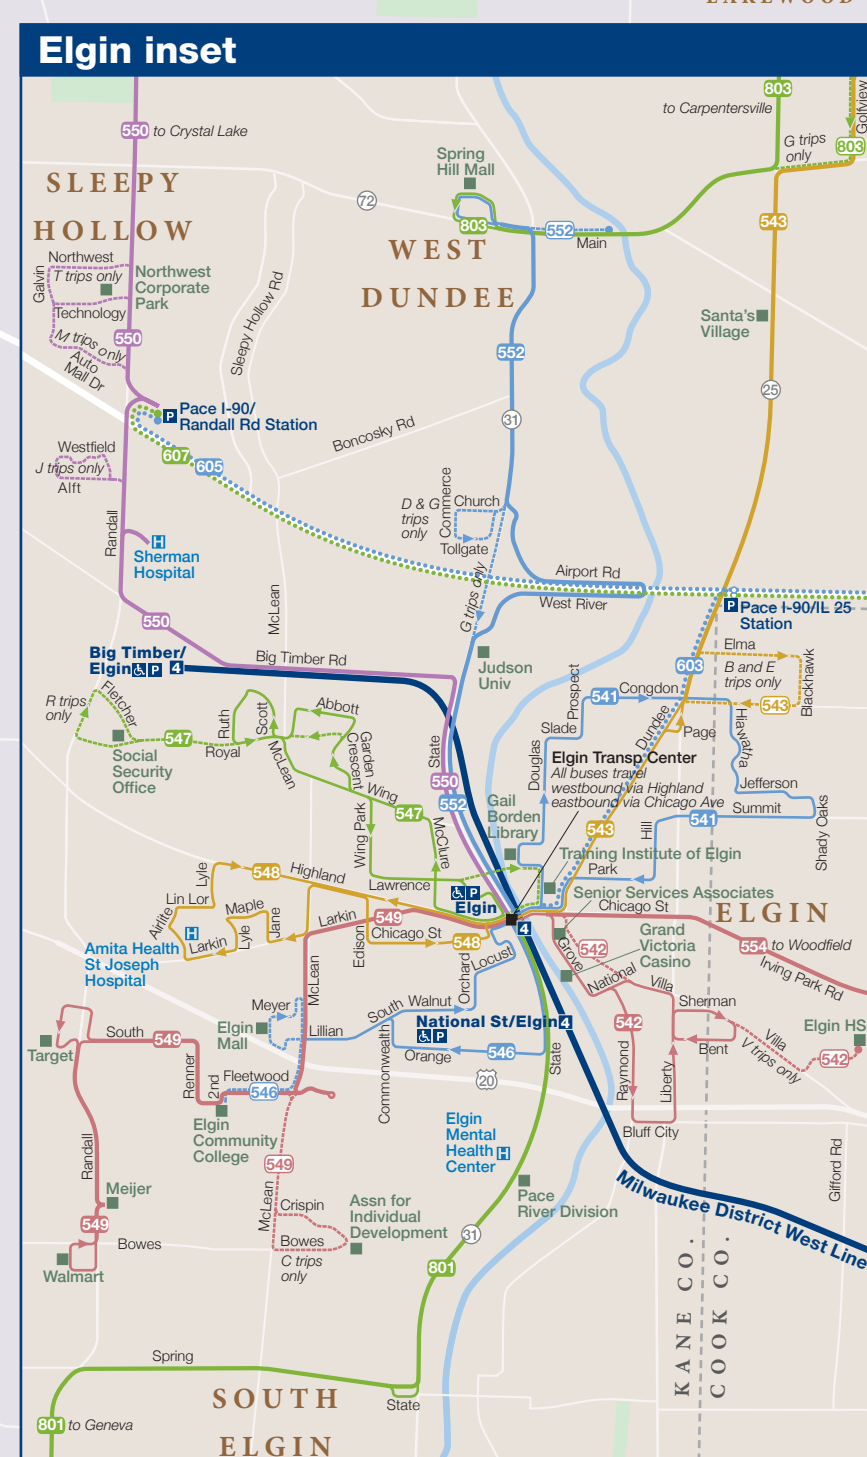 LAKEWOOD
Elgin inset
803
to Carpentersville
Golfview
550 to Crystal Lake
G trips
only
803
Spring
Hill Mall
SLEEPY
HOLLOW
72
803
552
Main
543
WEST
DUNDEE
Northwest
T trips only
Galvin
Northwest
Corporate
Park
Technology
M trips only
Auto
Mall Dr
550
Sleepy Hollow Rd
Santa's
Village
552
25
31
P Pace I-90/
Randall Rd Station
Boncosky Rd
607
605
Westfield
J trips only
Alft
Randall
D & G
trips
only
Commerce
Church
Tollgate
H
Sherman
Hospital
G trips only
Airport Rd
West River
McLean
550
P Pace I-90/IL 25
Station
Big Timber/
Elgin P 4
Big Timber Rd
Judson
Univ
603
Elma
B and E
trips only
Blackhawk
543
R trips
only
Fletcher
547
Royal
Ruth
Scott
McLean
Abbott
Garden
Crescent
Social
Security
Office
State
550
552
Prospect
541
Congdon
Slade
Douglas
Dundee
Page
Hiawatha
Elgin Transp Center
All buses travel
westbound via Highland
eastbound via Chicago Ave
Jefferson
Summit
541
Shady Oaks
Hill
543
Wing
547
Wing Park
McClure
Gail
Borden
Library
Training Institute of Elgin
Park
Lawrence
P
Elgin
Senior Services Associates
Chicago St
ELGIN
548
Highland
Lyle
Lin Lor
Airlite
Maple
Lyle
Jane
Larkin
Larkin
549
Chicago St
Edison
548
4
H
Amita Health
St Joseph
Hospital
McLean
Grove
542
Grand
Victoria
Casino
554 to Woodfield
Irving Park Rd
Locust
Orchard
National
Villa
Sherman
Meyer
South
Walnut
Elgin
Mall
Lillian
National St/Elgin 4
P
542
Bent
Villa
V trips only
Elgin HS
542
Target
South
549
Commonwealth
Orange
546
State
Raymond
Liberty
Renner
2nd
Fleetwood
546
20
Elgin
Community
College
Elgin
Mental
Health H
Center
Bluff City
Randall
549
McLean
Gifford Rd
Meijer
Pace
River Division
Milwaukee District West Line
Crispin
Assn for
Individual
Development
549
Bowes
Bowes
C trips
only
Walmart
31
801
KANE CO.
COOK CO.
Spring
SOUTH
ELGIN
State
801 to Geneva